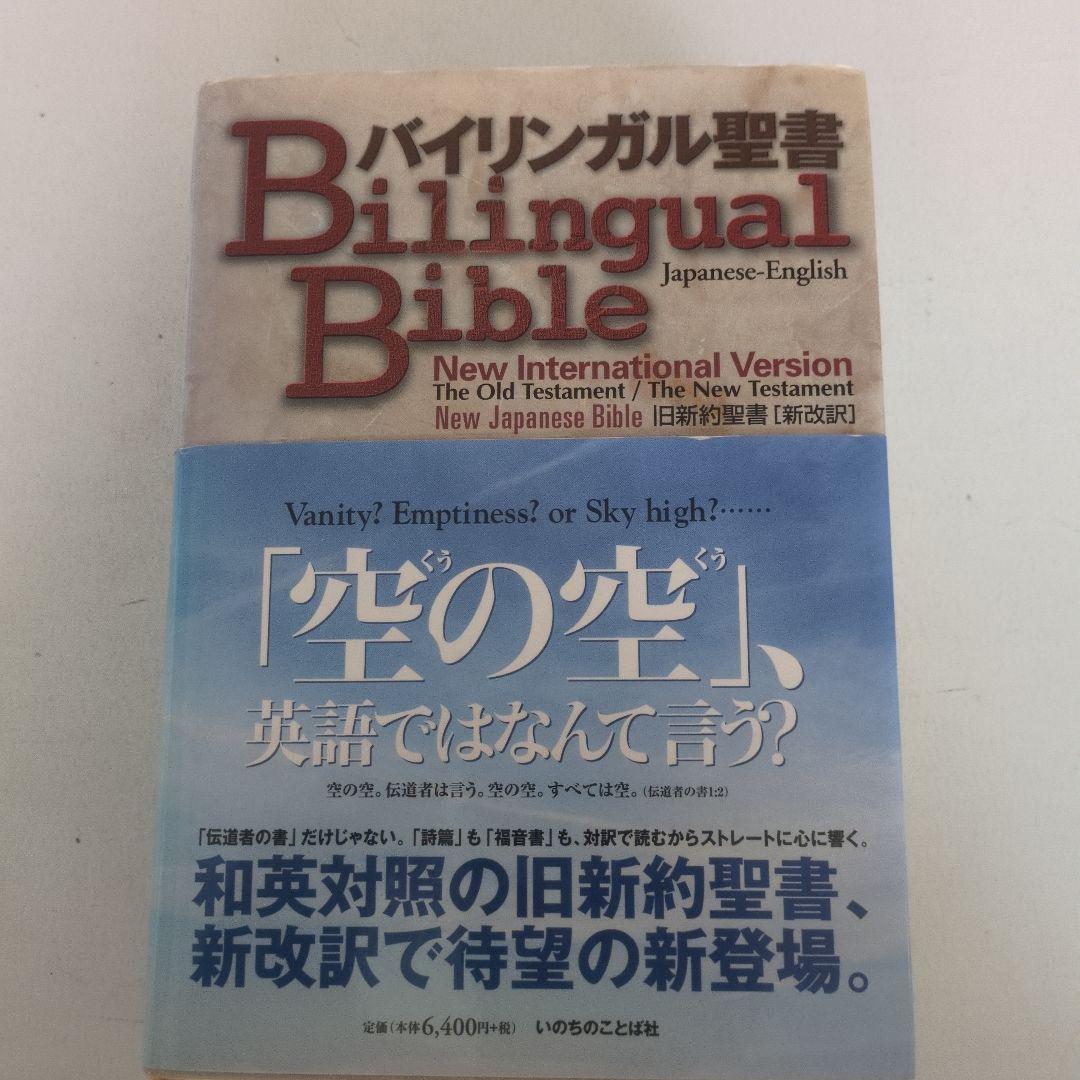 バイリンガル聖書
Bilingual
Japanese-English
Bible
New International Version
The Old Testament / The New Testament
New Japanese Bible 旧新約聖書[新改訳]
Vanity? Emptiness? or Sky high?……
くう くう
「空の空」、
英語ではなんて言う?
空の空。伝道者は言う。空の空。すべては空。(伝道者の書1:2)
「伝道者の書」だけじゃない。「詩篇」も「福音書」も、対訳で読むからストレートに心に響く。
和英対照の旧新約聖書、
新改訳で待望の新登場。
定価(本体6,400円+税) いのちのことば社